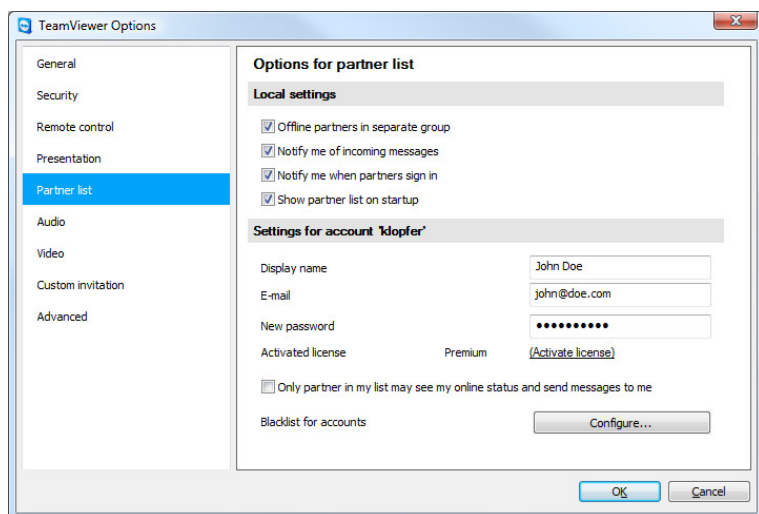 TeamViewer Options
General
Security
Remote control
Presentation
Partner list
Audio
Video
Custom invitation
Advanced
Options for partner list
Local settings
Offline partners in separate group
Notify me of incoming messages
Notify me when partners sign in
Show partner list on startup
Settings for account 'klopfer'
Display name John Doe
E-mail john@doe.com
New password ••••••••••
Activated license Premium (Activate license)
Only partner in my list may see my online status and send messages to me
Blacklist for accounts Configure...
OK Cancel